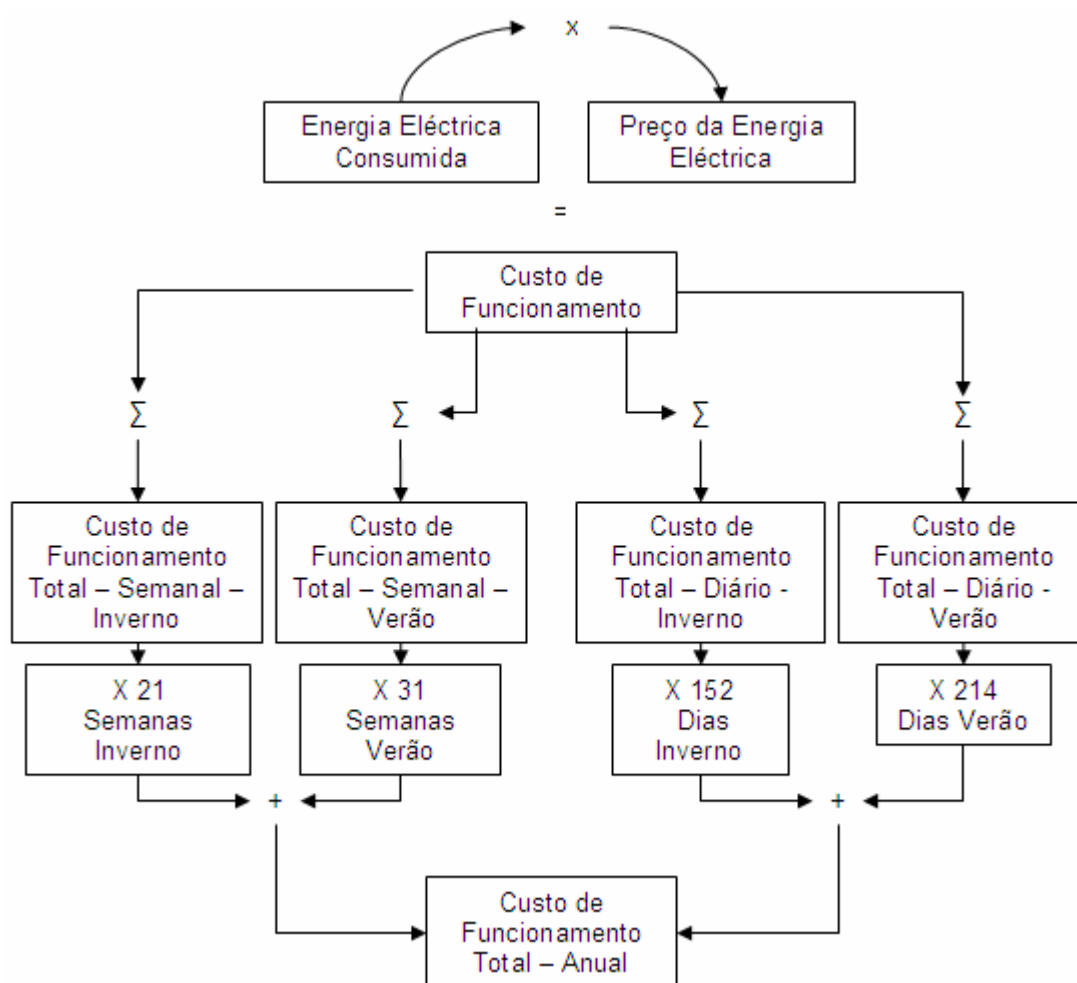 x
Energia Eléctrica
Consumida
Preço da Energia
Eléctrica
=
Custo de
Funcionamento
Σ
Σ
Σ
Σ
Custo de
Funcionamento
Total – Semanal –
Inverno
Custo de
Funcionamento
Total – Semanal –
Verão
Custo de
Funcionamento
Total – Diário -
Inverno
Custo de
Funcionamento
Total – Diário -
Verão
X 21
Semanas
Inverno
X 31
Semanas
Verão
X 152
Dias
Inverno
X 214
Dias Verão
+
+
Custo de
Funcionamento
Total – Anual